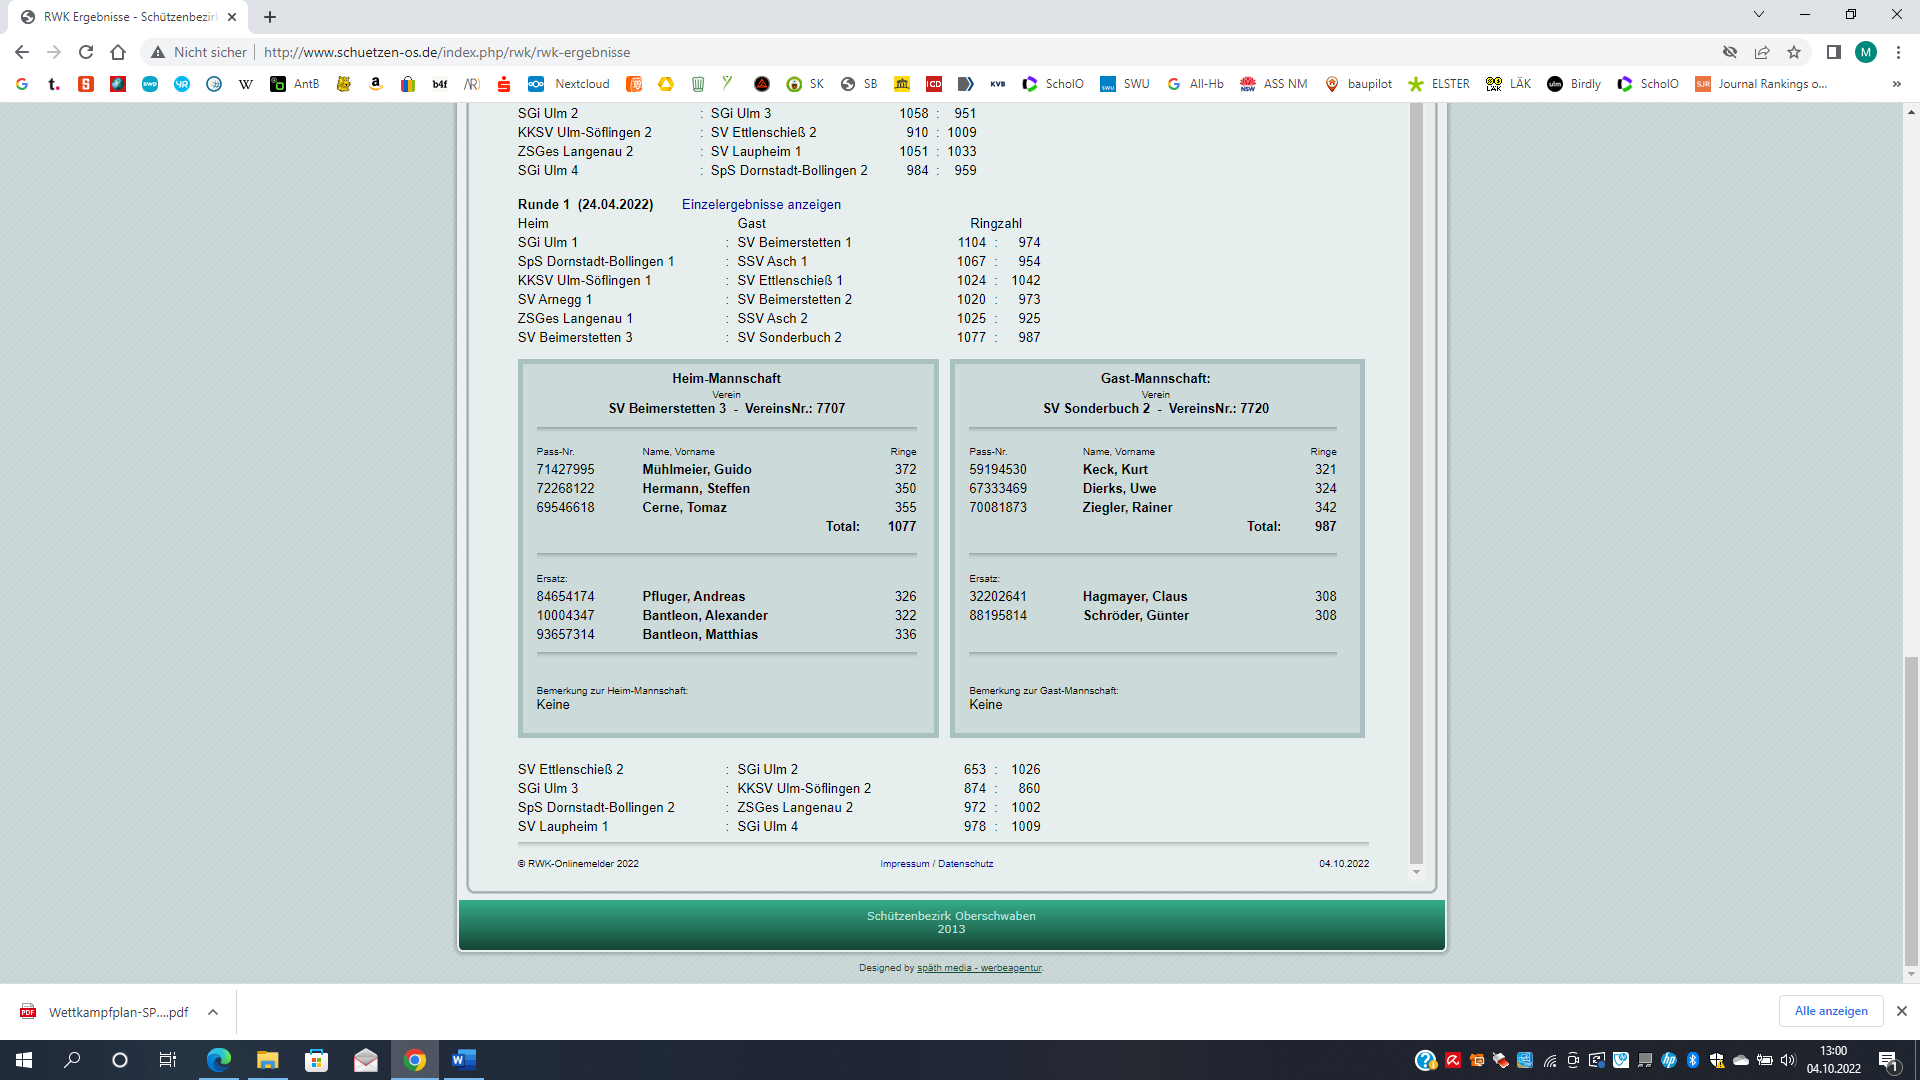 RWK Ergebnisse - Schützenbezirk
Nicht sicher http://www.schuetzen-os.de/index.php/rwk/rwk-ergebnisse
M
AntB b4f Nextcloud SK SB ICD KVB ScholO SWU All-Hb ASS NM baupilot ELSTER LÄK Birdly ScholO SJR Journal Rankings o... »
SGi Ulm 2 : SGi Ulm 3 1058 : 951
KKSV Ulm-Söflingen 2 : SV Ettlenschieß 2 910 : 1009
ZSGes Langenau 2 : SV Laupheim 1 1051 : 1033
SGi Ulm 4 : SpS Dornstadt-Bollingen 2 984 : 959
Runde 1 (24.04.2022) Einzelergebnisse anzeigen
Heim Gast Ringzahl
SGi Ulm 1 : SV Beimerstetten 1 1104 : 974
SpS Dornstadt-Bollingen 1 : SSV Asch 1 1067 : 954
KKSV Ulm-Söflingen 1 : SV Ettlenschieß 1 1024 : 1042
SV Arnegg 1 : SV Beimerstetten 2 1020 : 973
ZSGes Langenau 1 : SSV Asch 2 1025 : 925
SV Beimerstetten 3 : SV Sonderbuch 2 1077 : 987
Heim-Mannschaft
Verein
SV Beimerstetten 3 - VereinsNr.: 7707
Pass-Nr. Name, Vorname Ringe
71427995 Mühlmeier, Guido 372
72268122 Hermann, Steffen 350
69546618 Cerne, Tomaz 355
Total: 1077
Ersatz:
84654174 Pfluger, Andreas 326
10004347 Bantleon, Alexander 322
93657314 Bantleon, Matthias 336
Bemerkung zur Heim-Mannschaft:
Keine
Gast-Mannschaft:
Verein
SV Sonderbuch 2 - VereinsNr.: 7720
Pass-Nr. Name, Vorname Ringe
59194530 Keck, Kurt 321
67333469 Dierks, Uwe 324
70081873 Ziegler, Rainer 342
Total: 987
Ersatz:
32202641 Hagmayer, Claus 308
88195814 Schröder, Günter 308
Bemerkung zur Gast-Mannschaft:
Keine
SV Ettlenschieß 2 : SGi Ulm 2 653 : 1026
SGi Ulm 3 : KKSV Ulm-Söflingen 2 874 : 860
SpS Dornstadt-Bollingen 2 : ZSGes Langenau 2 972 : 1002
SV Laupheim 1 : SGi Ulm 4 978 : 1009
© RWK-Onlinemelder 2022 Impressum / Datenschutz 04.10.2022
Schützenbezirk Oberschwaben
2013
Designed by späth media - werbeagentur.
Wettkampfplan-SP....pdf Alle anzeigen
13:00
04.10.2022